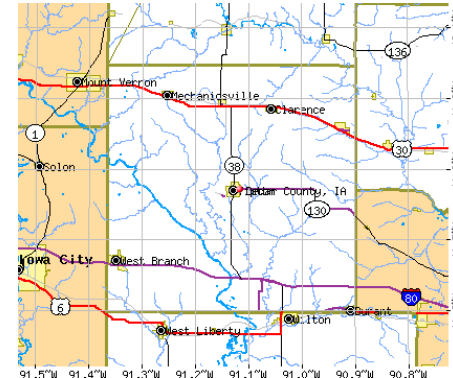 136
Mount Verron
Mechanicsville
Clarence
1
30
Solon
38
Cedar County, IA
130
West Branch
Iowa City
80
6
Wilton
Durant
West Liberty
91.5°W 91.4°W 91.3°W 91.2°W 91.1°W 91.0°W 90.9°W 90.8°W